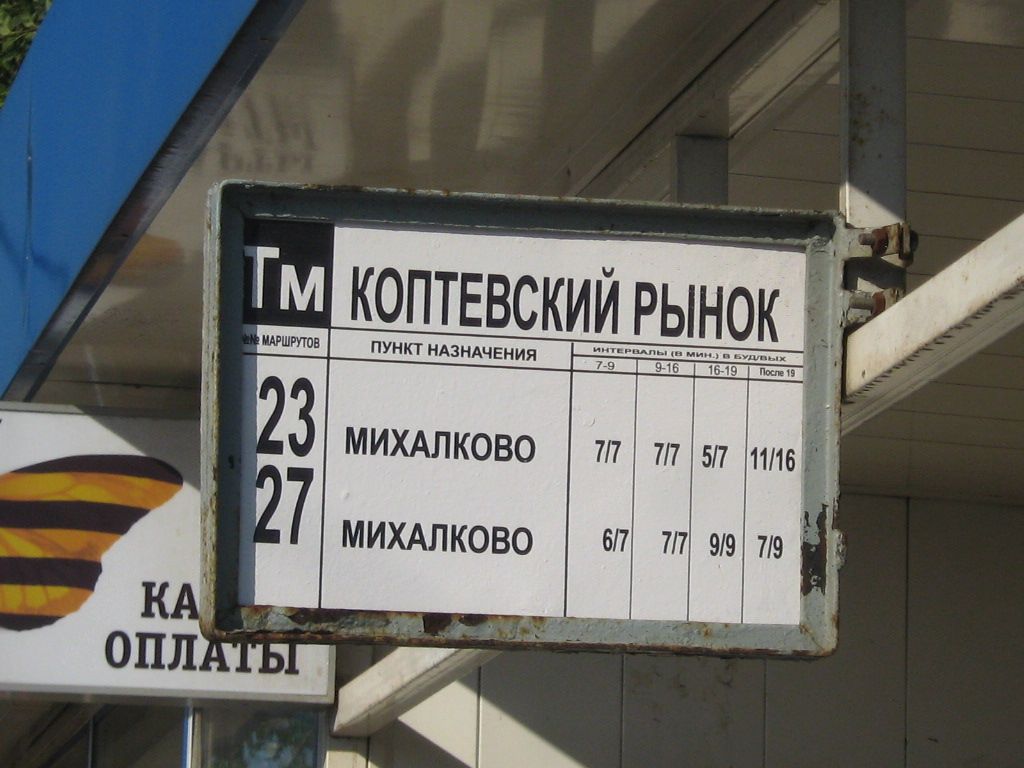 Тм КОПТЕВСКИЙ РЫНОК
№№ МАРШРУТОВ ПУНКТ НАЗНАЧЕНИЯ ИНТЕРВАЛЫ (В МИН.) В БУД/ВЫХ
7-9 9-16 16-19 После 19
23 МИХАЛКОВО 7/7 7/7 5/7 11/16
27 МИХАЛКОВО 6/7 7/7 9/9 7/9
КА
ОПЛАТЫ